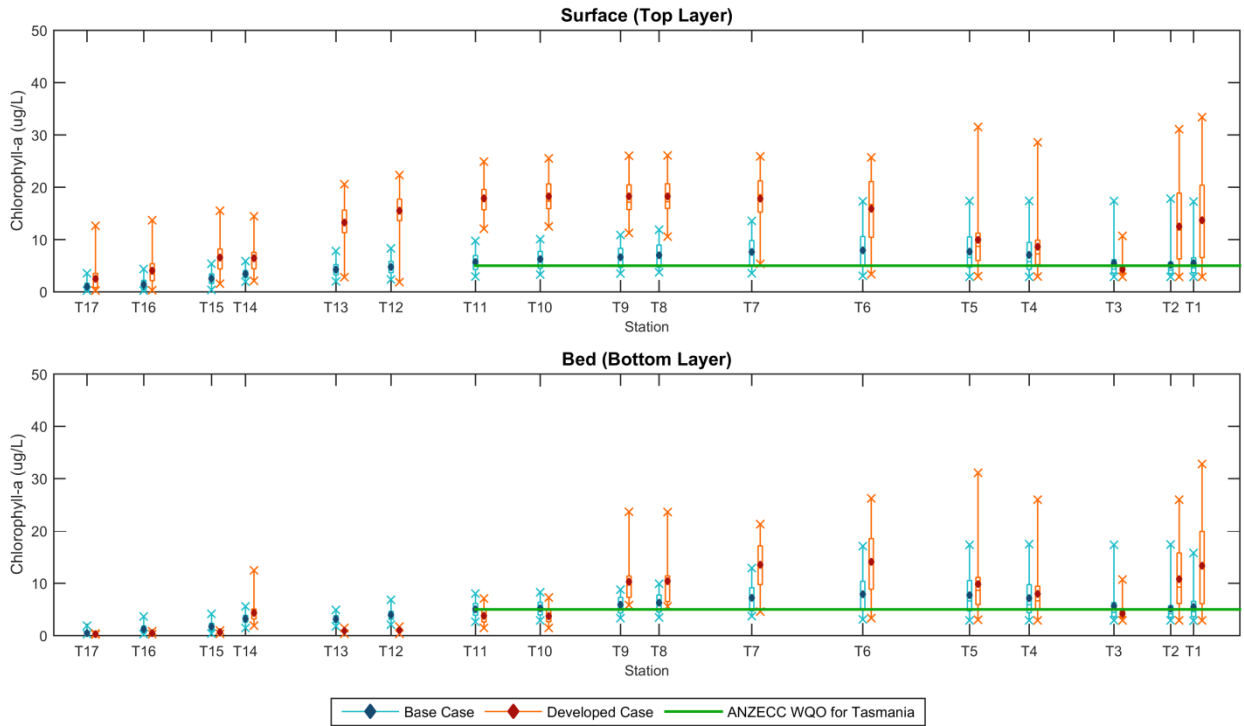 Surface (Top Layer)
50
40
30
20
10
0
Chlorophyll-a (ug/L)
T17 T16 T15 T14 T13 T12 T11 T10 T9 T8 T7 T6 T5 T4 T3 T2 T1
Station
Bed (Bottom Layer)
50
40
30
20
10
0
Chlorophyll-a (ug/L)
T17 T16 T15 T14 T13 T12 T11 T10 T9 T8 T7 T6 T5 T4 T3 T2 T1
Station
Base Case Developed Case ANZECC WQO for Tasmania